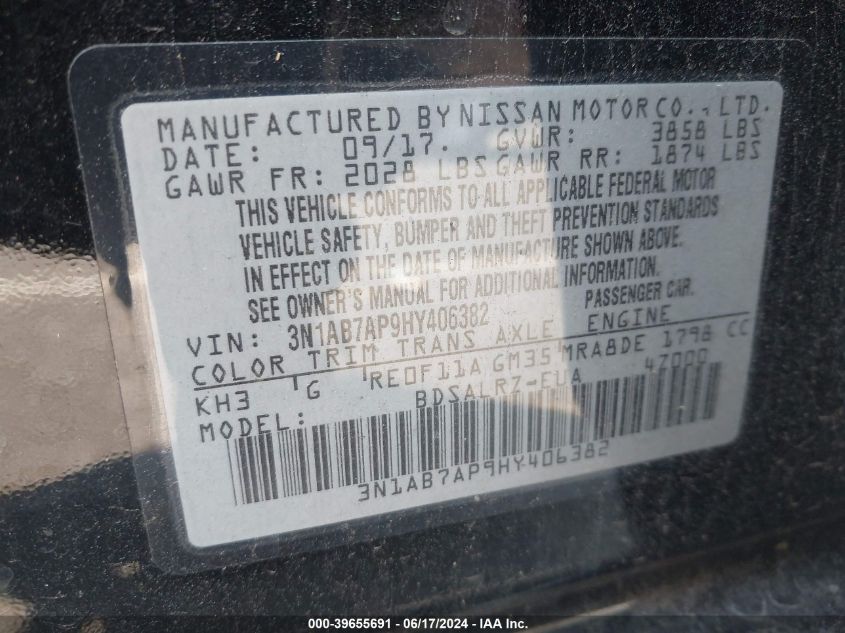 MANUFACTURED BY NISSAN MOTOR CO., LTD.
DATE: 09/17. GVWR: 3858 LBS
GAWR FR: 2028 LBS GAWR RR: 1874 LBS
THIS VEHICLE CONFORMS TO ALL APPLICABLE FEDERAL MOTOR
VEHICLE SAFETY, BUMPER AND THEFT PREVENTION STANDARDS
IN EFFECT ON THE DATE OF MANUFACTURE SHOWN ABOVE.
SEE OWNER'S MANUAL FOR ADDITIONAL INFORMATION.
VIN: 3N1AB7AP9HY406382 PASSENGER CAR.
COLOR TRIM TRANS AXLE ENGINE
KH3 G RE0F11A GM35 MRA8DE 1798 CC
MODEL: BDSALRZ-EUA 47000
3N1AB7AP9HY406382
000-39655691 - 06/17/2024 - IAA Inc.